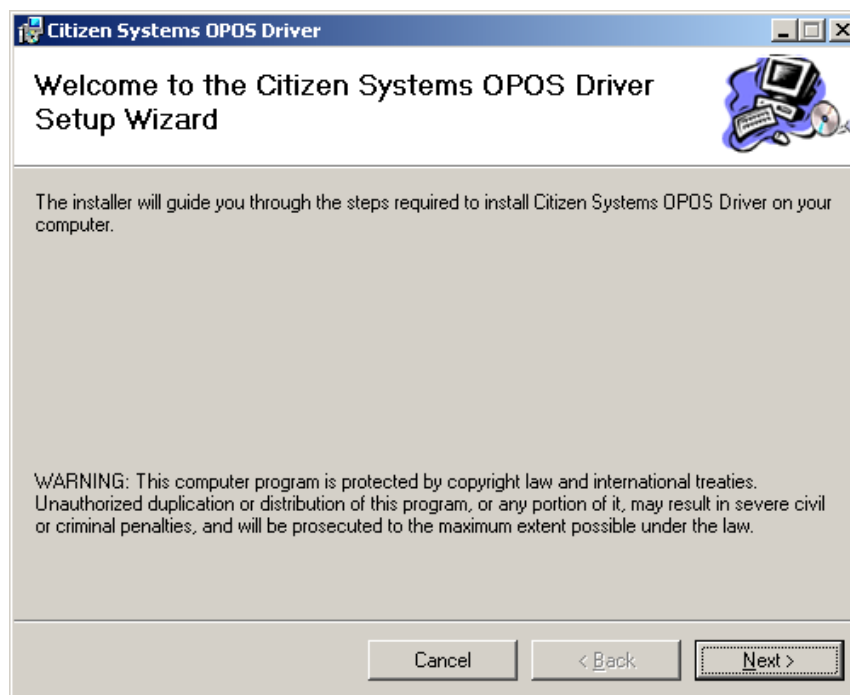 Citizen Systems OPOS Driver
Welcome to the Citizen Systems OPOS Driver
Setup Wizard
The installer will guide you through the steps required to install Citizen Systems OPOS Driver on your
computer.
WARNING: This computer program is protected by copyright law and international treaties.
Unauthorized duplication or distribution of this program, or any portion of it, may result in severe civil
or criminal penalties, and will be prosecuted to the maximum extent possible under the law.
Cancel
< Back
Next >